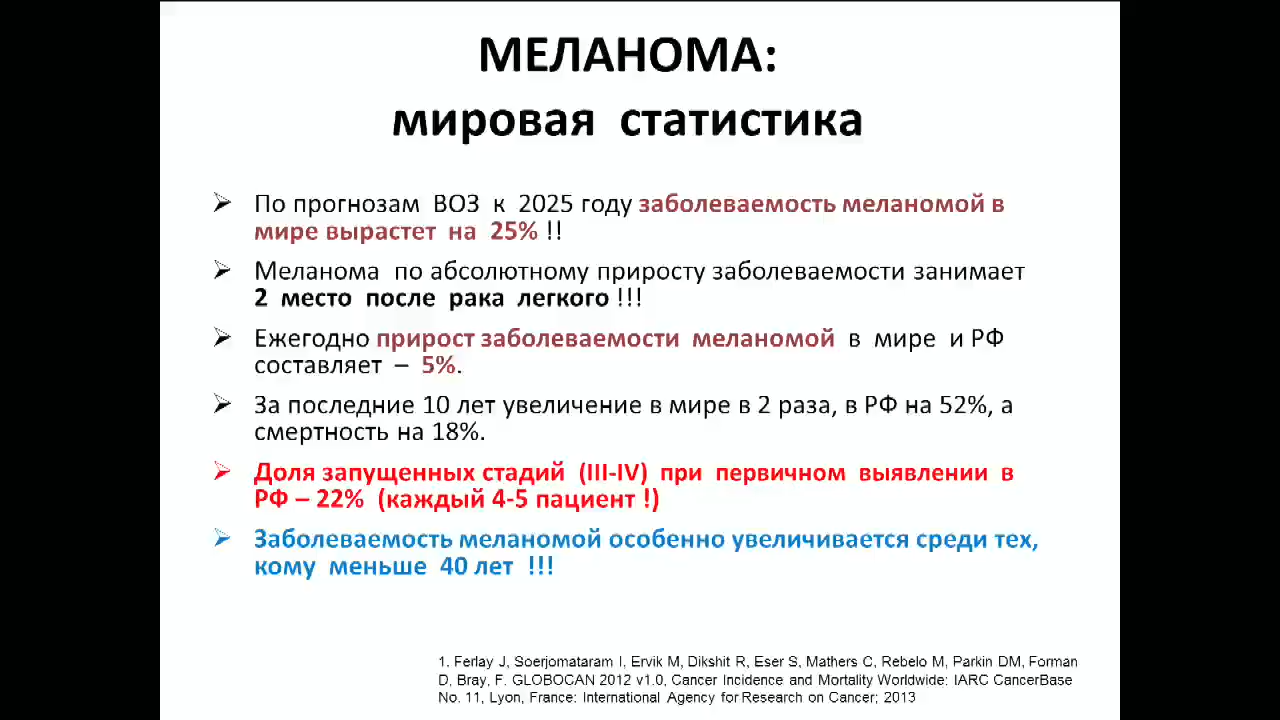 МЕЛАНОМА:
мировая статистика
По прогнозам ВОЗ к 2025 году заболеваемость меланомой в
мире вырастет на 25% !!
Меланома по абсолютному приросту заболеваемости занимает
2 место после рака легкого !!!
Ежегодно прирост заболеваемости меланомой в мире и РФ
составляет – 5%.
За последние 10 лет увеличение в мире в 2 раза, в РФ на 52%, а
смертность на 18%.
Доля запущенных стадий (III-IV) при первичном выявлении в
РФ – 22% (каждый 4-5 пациент !)
Заболеваемость меланомой особенно увеличивается среди тех,
кому меньше 40 лет !!!
1. Ferlay J, Soerjomataram I, Ervik M, Dikshit R, Eser S, Mathers C, Rebelo M, Parkin DM, Forman
D, Bray, F. GLOBOCAN 2012 v1.0, Cancer Incidence and Mortality Worldwide: IARC CancerBase
No. 11, Lyon, France: International Agency for Research on Cancer; 2013